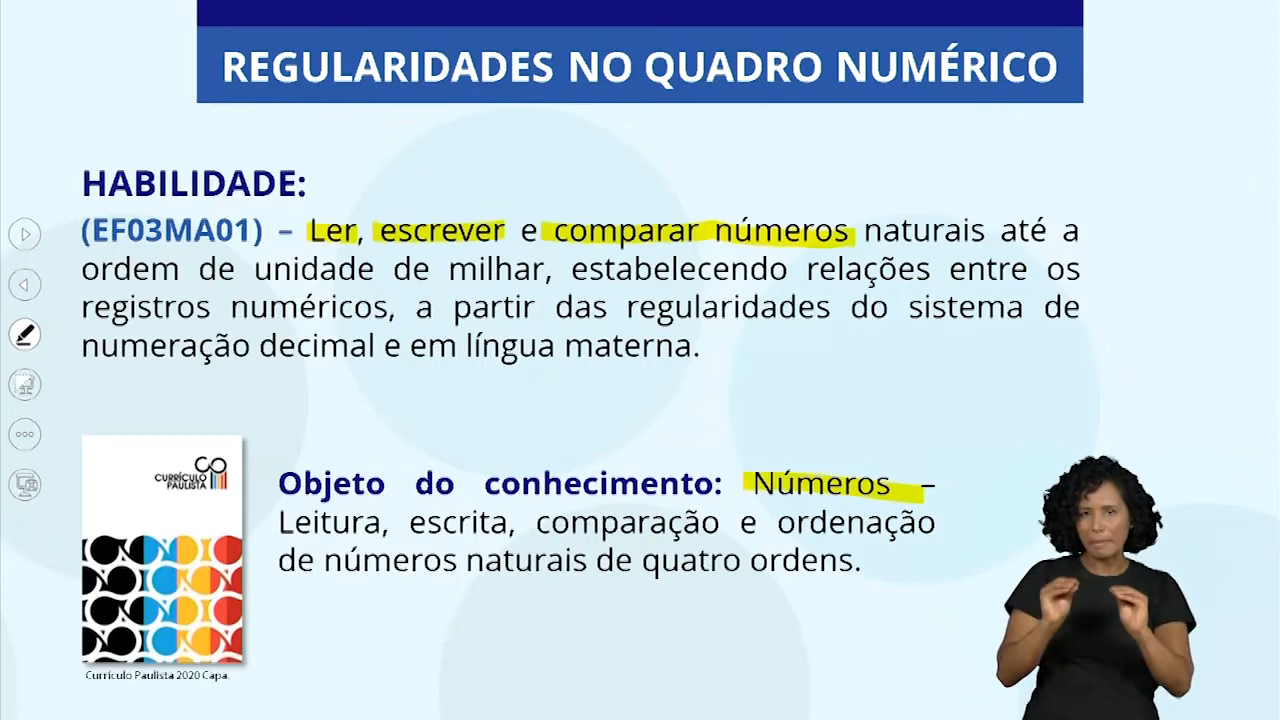 REGULARIDADES NO QUADRO NUMÉRICO
HABILIDADE:
(EF03MA01) – Ler, escrever e comparar números naturais até a
ordem de unidade de milhar, estabelecendo relações entre os
registros numéricos, a partir das regularidades do sistema de
numeração decimal e em língua materna.
CURRÍCULO
PAULISTA
Objeto do conhecimento: Números –
Leitura, escrita, comparação e ordenação
de números naturais de quatro ordens.
Currículo Paulista 2020 Capa.